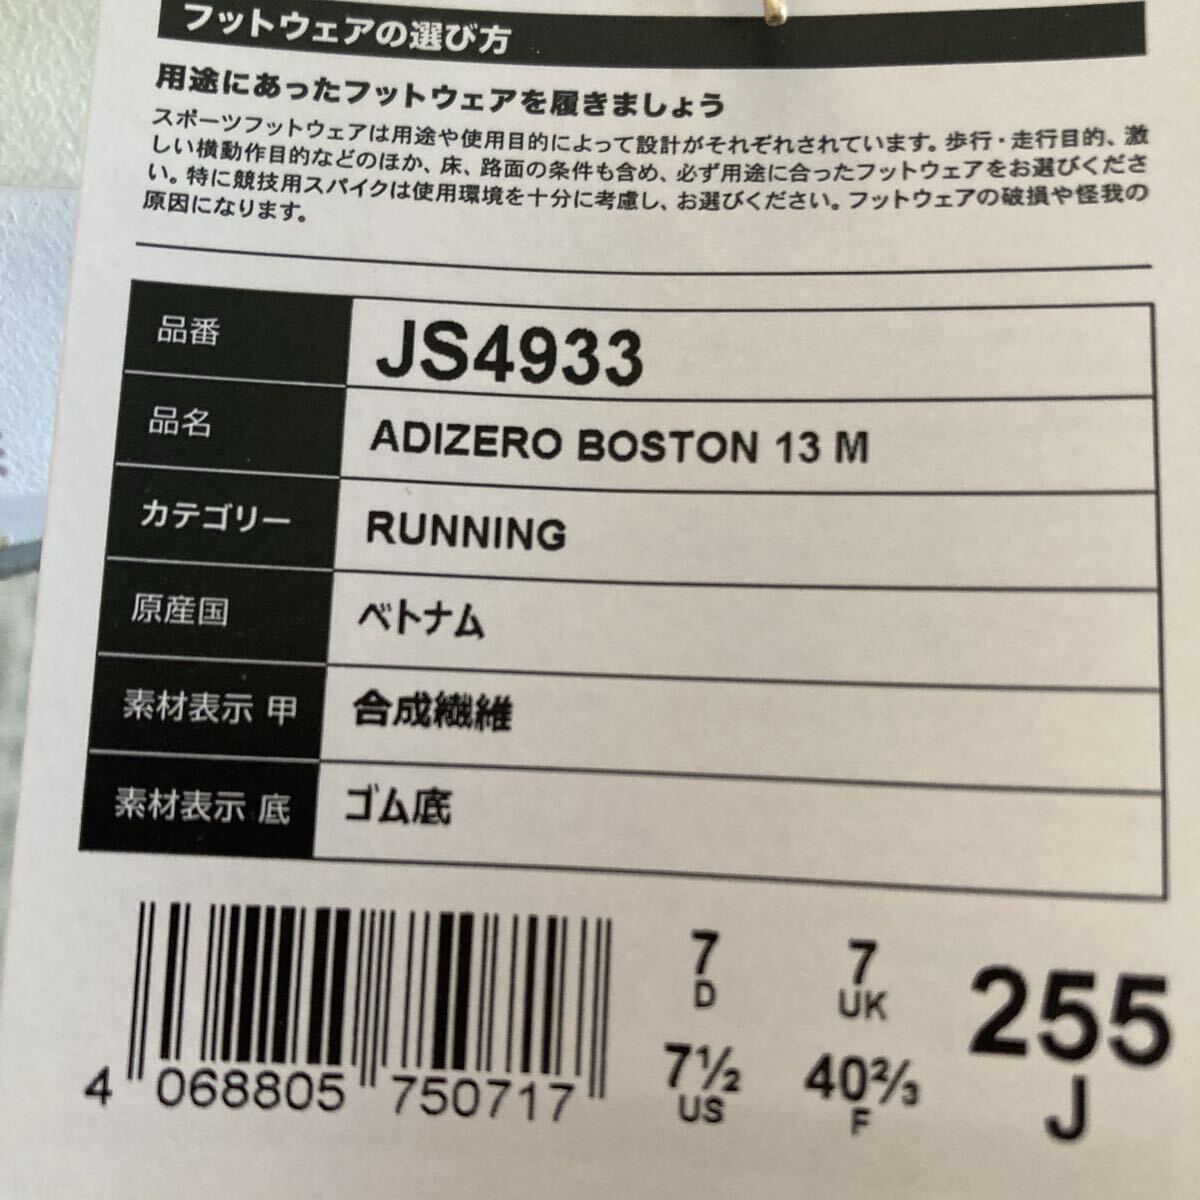 フットウェアの選び方
用途にあったフットウェアを履きましょう
スポーツフットウェアは用途や使用目的によって設計がそれぞれされています。歩行・走行目的、激
しい横動作目的などのほか、床、路面の条件も含め、必ず用途に合ったフットウェアをお選びくださ
い。特に競技用スパイクは使用環境を十分に考慮し、お選びください。フットウェアの破損や怪我の
原因になります。
品番 JS4933
品名 ADIZERO BOSTON 13 M
カテゴリー RUNNING
原産国 ベトナム
素材表示 甲 合成繊維
素材表示 底 ゴム底
4 068805 750717
7 D
7 UK
7½ US
40⅔ F
255 J